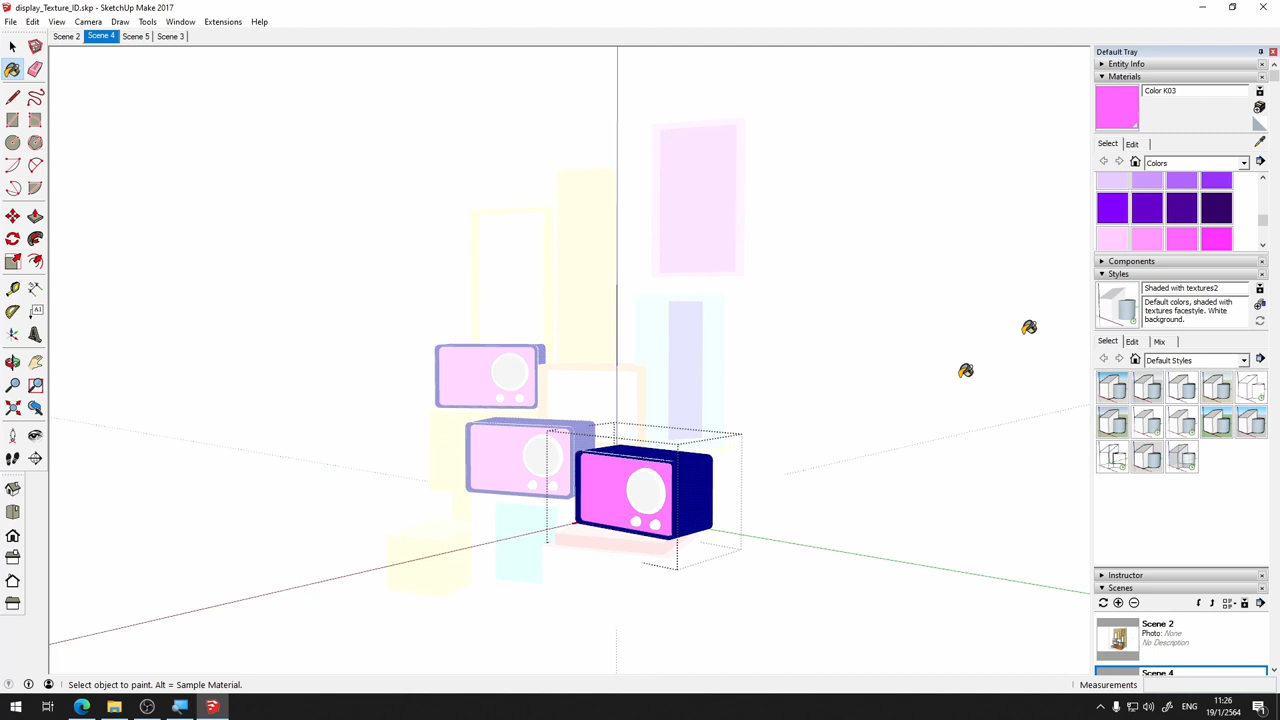 display_Texture_ID.skp - SketchUp Make 2017
File Edit View Camera Draw Tools Window Extensions Help
Scene 2 Scene 4 Scene 5 Scene 3
Default Tray
Entity Info
Materials
Color K03
Select Edit
Colors
Components
Styles
Shaded with textures2
Default colors, shaded with
textures facestyle. White
background.
Select Edit Mix
Default Styles
Instructor
Scenes
Scene 2
Photo: None
No Description
Scene 4
Select object to paint. Alt = Sample Material.
Measurements
ENG
11:26
19/1/2564